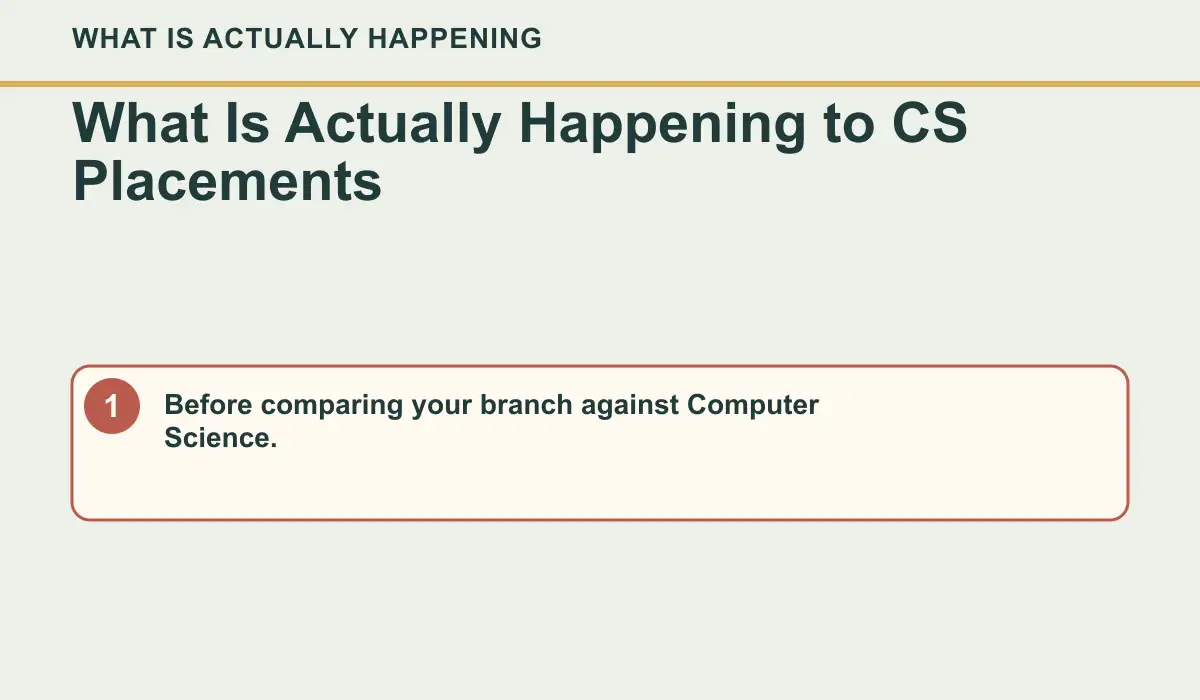 WHAT IS ACTUALLY HAPPENING
What Is Actually Happening to CS
Placements
1
Before comparing your branch against Computer
Science.